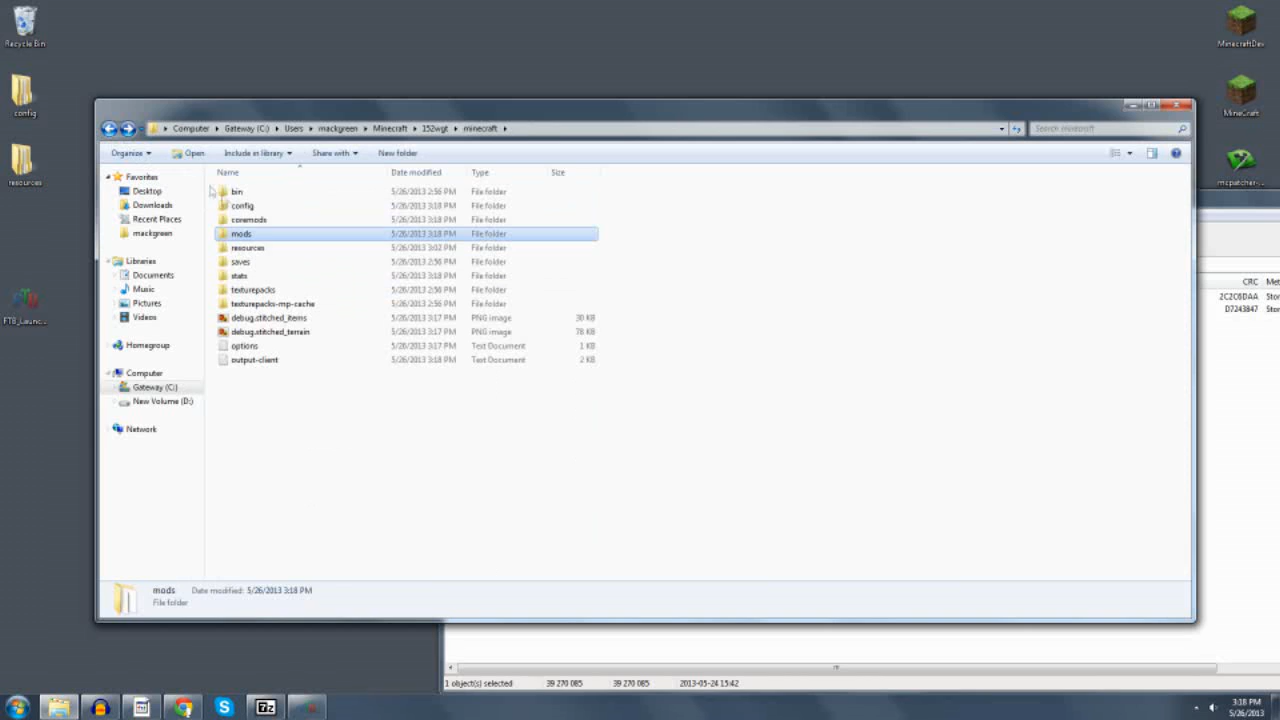 Recycle Bin
config
resources
FTB_Launc...
MinecraftDev
MineCraft
mcpatcher-...
Computer Gateway (C:) Users mackgreen Minecraft 152wgt minecraft
Search minecraft
Organize Open Include in library Share with New folder
Favorites
Desktop
Downloads
Recent Places
mackgreen
Libraries
Documents
Music
Pictures
Videos
Homegroup
Computer
Gateway (C:)
New Volume (D:)
Network
Name Date modified Type Size
bin 5/26/2013 2:56 PM File folder
config 5/26/2013 3:18 PM File folder
coremods 5/26/2013 3:18 PM File folder
mods 5/26/2013 3:18 PM File folder
resources 5/26/2013 3:02 PM File folder
saves 5/26/2013 2:56 PM File folder
stats 5/26/2013 3:18 PM File folder
texturepacks 5/26/2013 2:56 PM File folder
texturepacks-mp-cache 5/26/2013 2:56 PM File folder
debug.stitched_items 5/26/2013 3:17 PM PNG image 30 KB
debug.stitched_terrain 5/26/2013 3:17 PM PNG image 78 KB
options 5/26/2013 3:17 PM Text Document 1 KB
output-client 5/26/2013 3:18 PM Text Document 2 KB
mods Date modified: 5/26/2013 3:18 PM
File folder
CRC Met
2C2C6DAA Stor
D7243847 Stor
1 object(s) selected 39 270 085 39 270 085 2013-05-24 15:42
7z
3:18 PM
5/26/2013